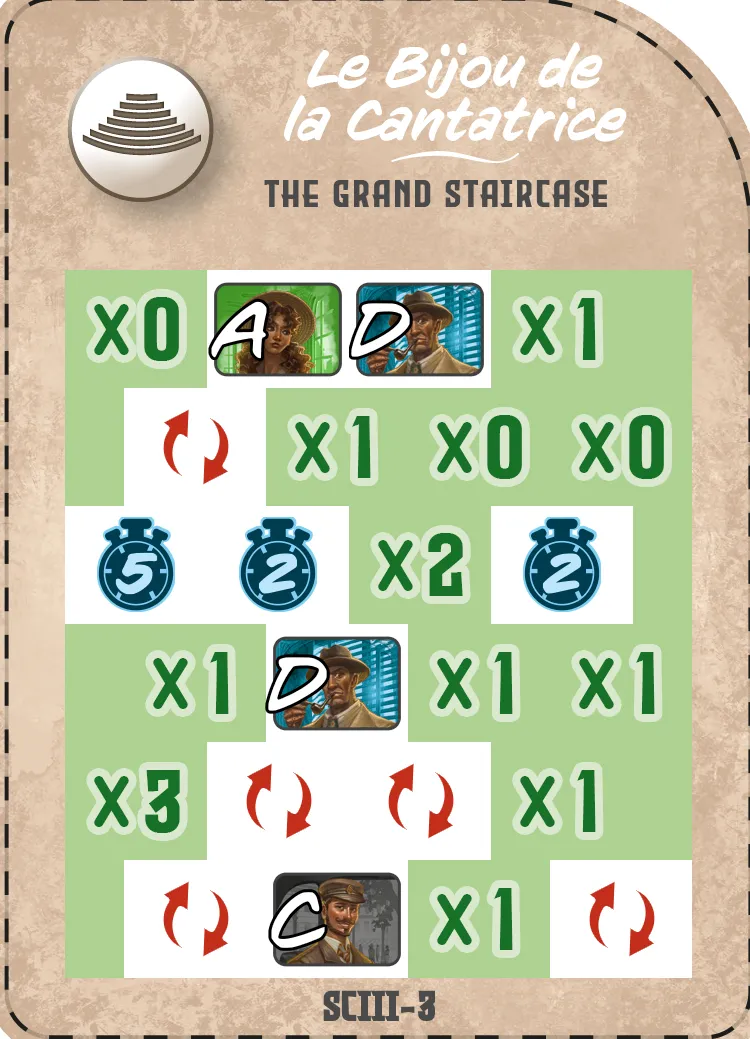 Le Bijou de
la Cantatrice
THE GRAND STAIRCASE
x0 A D x1
x1 x0 x0
5 2 x2 2
x1 D x1 x1
x3 x1
C x1
SCIII-3